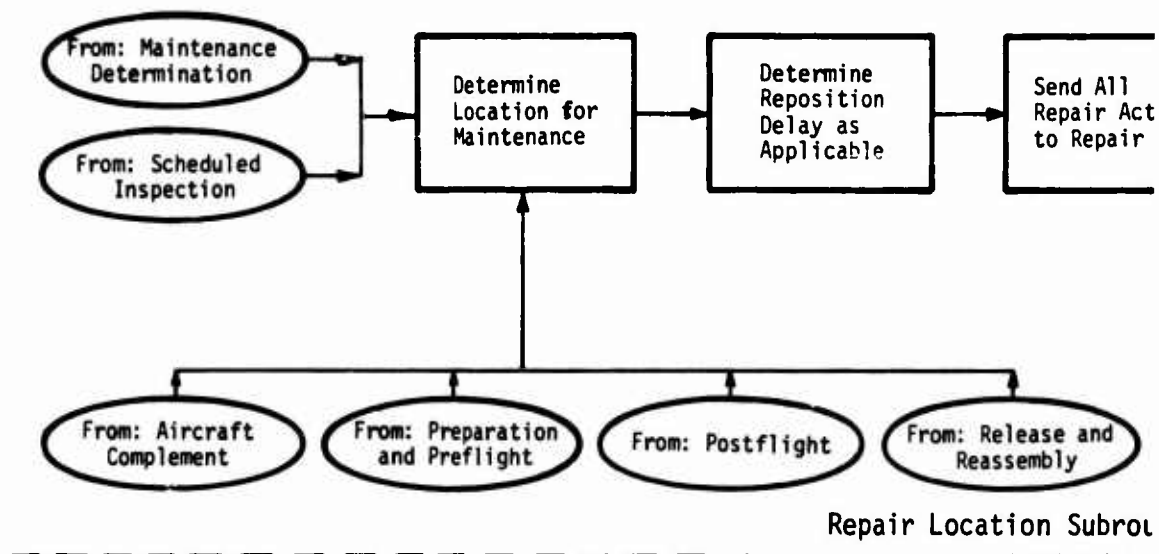 From: Maintenance
Determination
Determine
Location for
Maintenance
Determine
Reposition
Delay as
Applicable
Send All
Repair Act
to Repair
From: Scheduled
Inspection
From: Aircraft
Complement
From: Preparation
and Preflight
From: Postflight
From: Release and
Reassembly
Repair Location Subrou